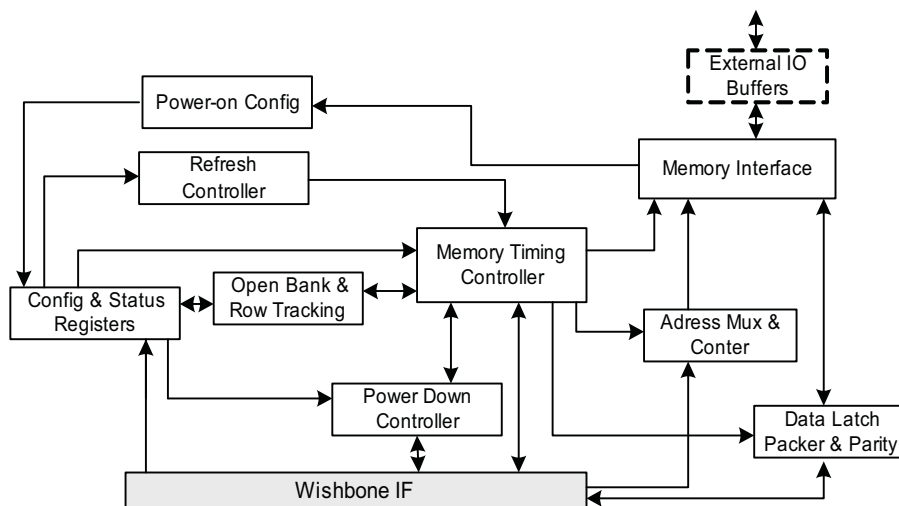 External IO
Buffers
Power-on Config
Refresh
Controller
Memory Interface
Memory Timing
Controller
Open Bank &
Row Tracking
Config & Status
Registers
Adress Mux &
Conter
Power Down
Controller
Data Latch
Packer & Parity
Wishbone IF